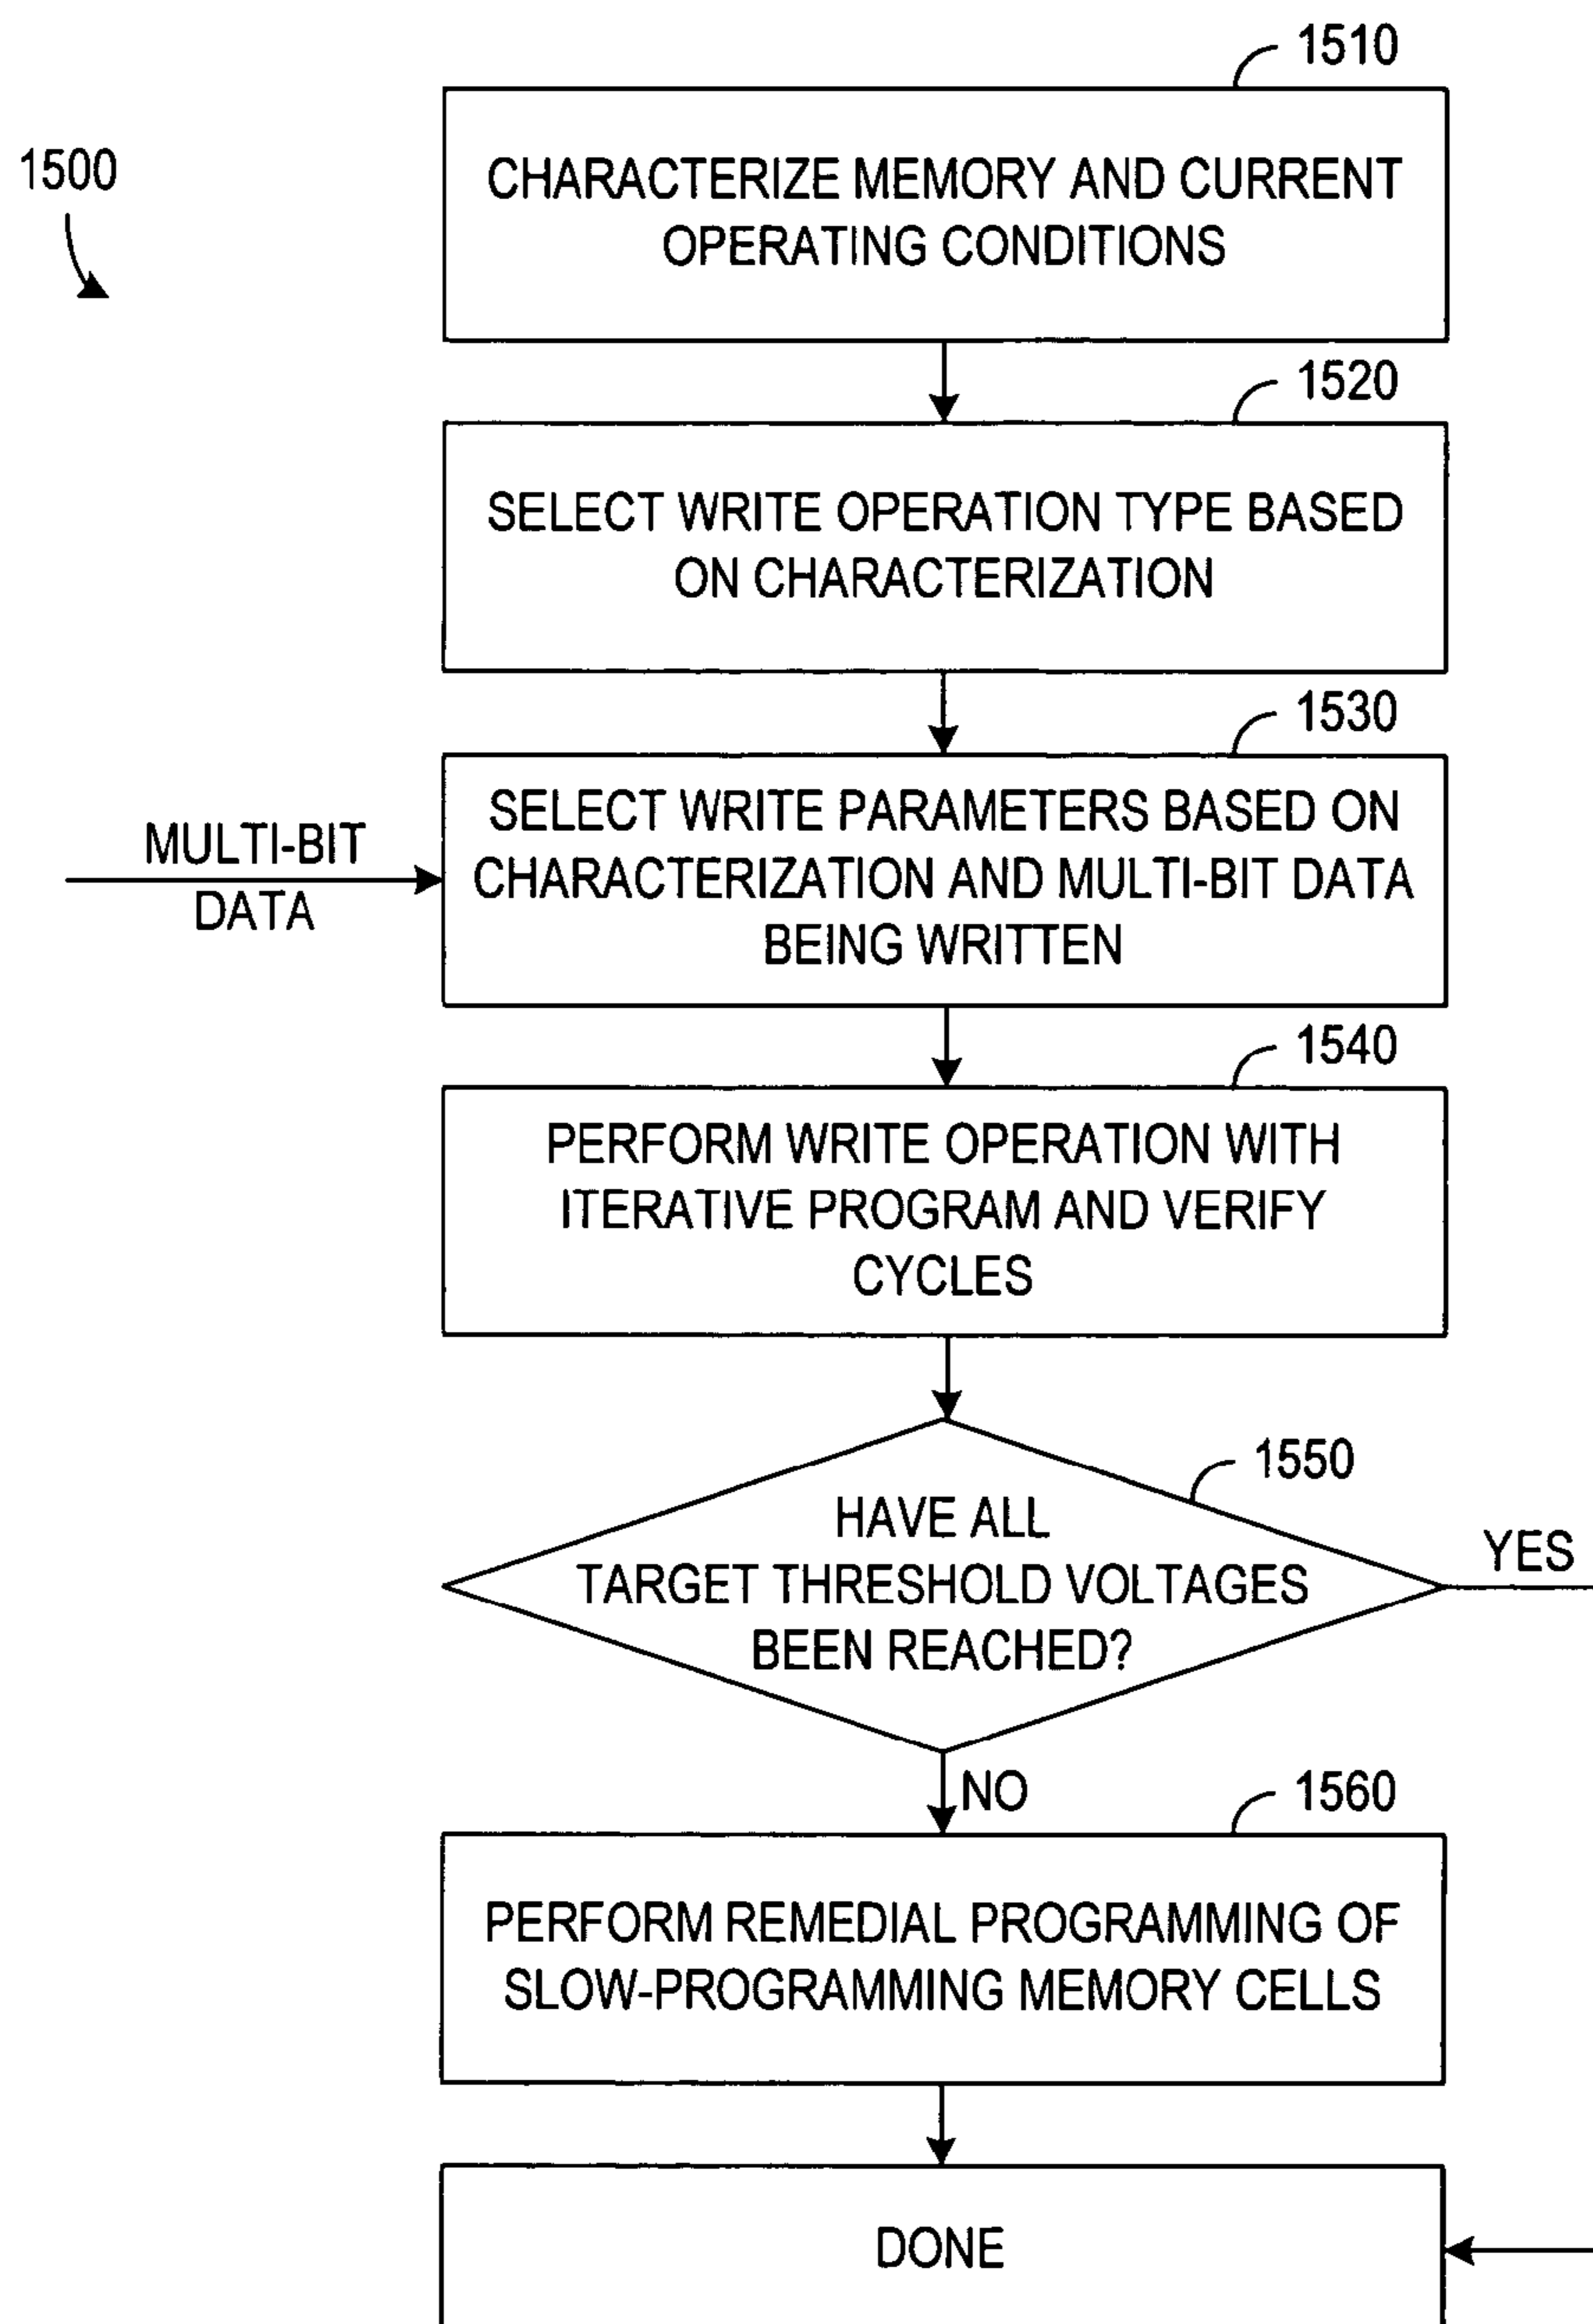 1500
1510
CHARACTERIZE MEMORY AND CURRENT
OPERATING CONDITIONS
1520
SELECT WRITE OPERATION TYPE BASED
ON CHARACTERIZATION
1530
MULTI-BIT
DATA
SELECT WRITE PARAMETERS BASED ON
CHARACTERIZATION AND MULTI-BIT DATA
BEING WRITTEN
1540
PERFORM WRITE OPERATION WITH
ITERATIVE PROGRAM AND VERIFY
CYCLES
1550
HAVE ALL
TARGET THRESHOLD VOLTAGES
BEEN REACHED?
YES
NO
1560
PERFORM REMEDIAL PROGRAMMING OF
SLOW-PROGRAMMING MEMORY CELLS
DONE